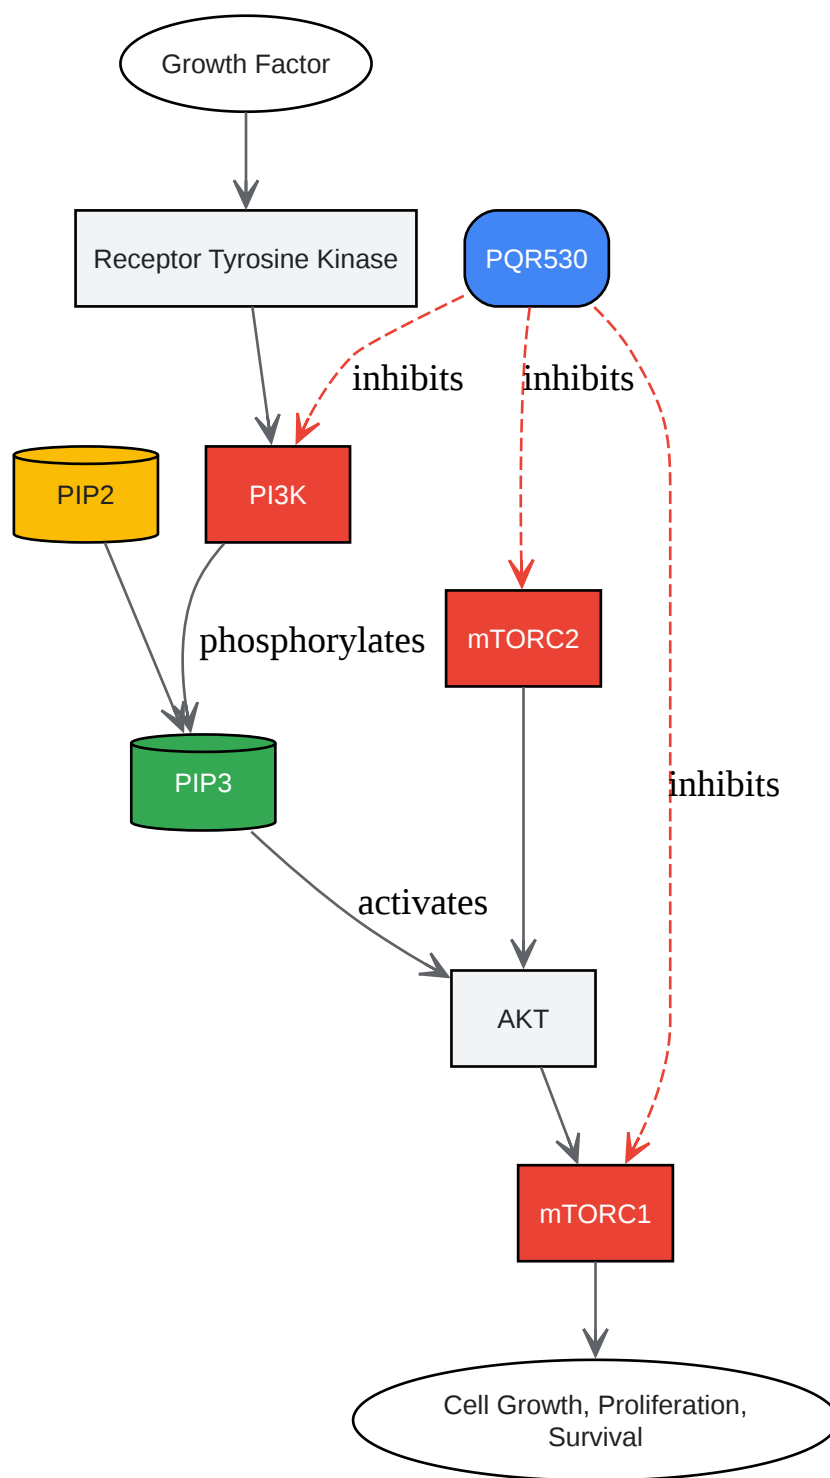 Growth Factor
Receptor Tyrosine Kinase
PQR530
inhibits
inhibits
PIP2
PI3K
phosphorylates
mTORC2
PIP3
inhibits
activates
AKT
mTORC1
Cell Growth, Proliferation,
Survival